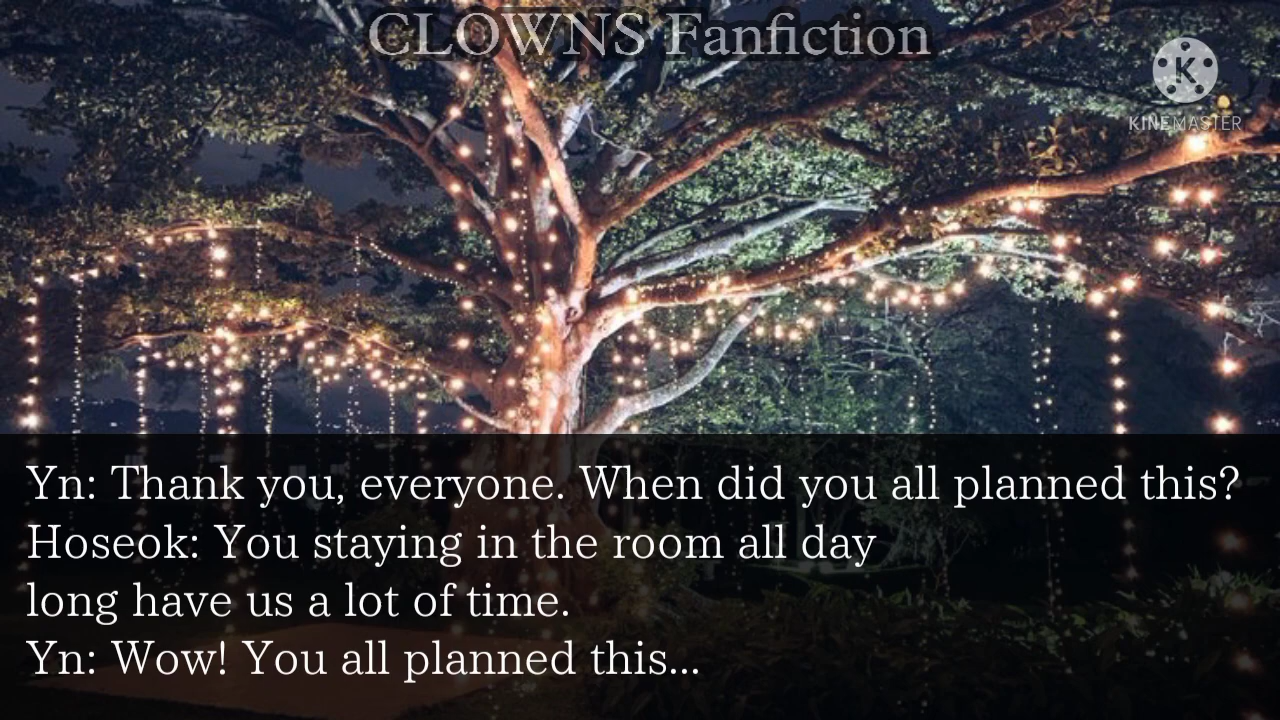 CLOWNS Fanfiction
K
KINEMASTER
Yn: Thank you, everyone. When did you all planned this?
Hoseok: You staying in the room all day
long have us a lot of time.
Yn: Wow! You all planned this...